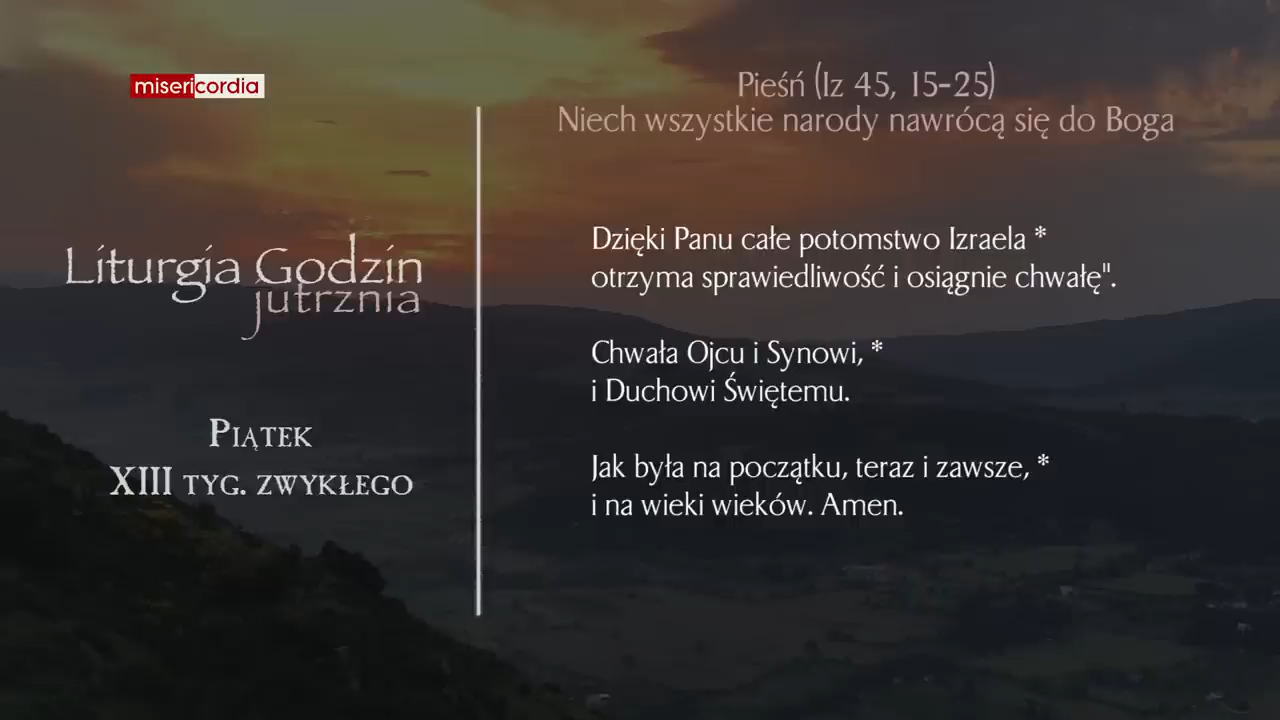 misericordia
Liturgia Godzin
jutrznia
Piątek
XIII tyg. zwykłego
Pieśń (Iz 45, 15-25)
Niech wszystkie narody nawrócą się do Boga
Dzięki Panu całe potomstwo Izraela *
otrzyma sprawiedliwość i osiągnie chwałę".
Chwała Ojcu i Synowi, *
i Duchowi Świętemu.
Jak była na początku, teraz i zawsze, *
i na wieki wieków. Amen.